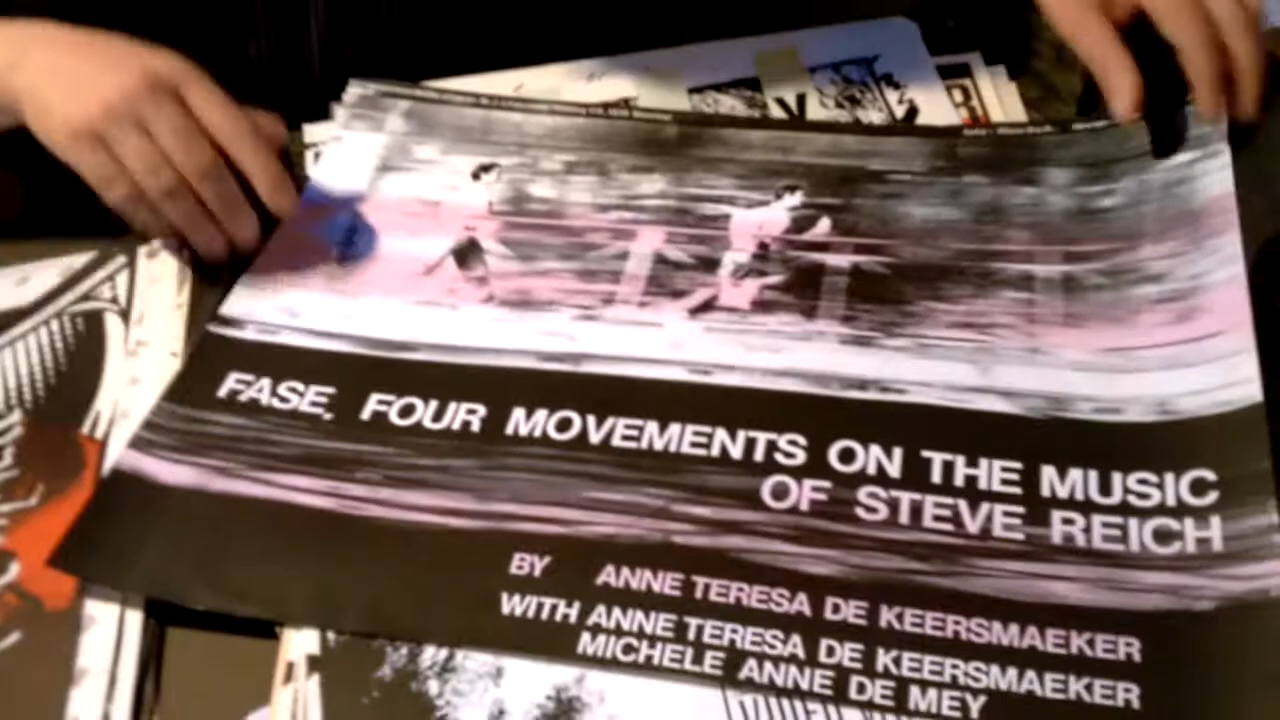 V
R
FASE, FOUR MOVEMENTS ON THE MUSIC
OF STEVE REICH
BY ANNE TERESA DE KEERSMAEKER
WITH ANNE TERESA DE KEERSMAEKER
MICHELE ANNE DE MEY